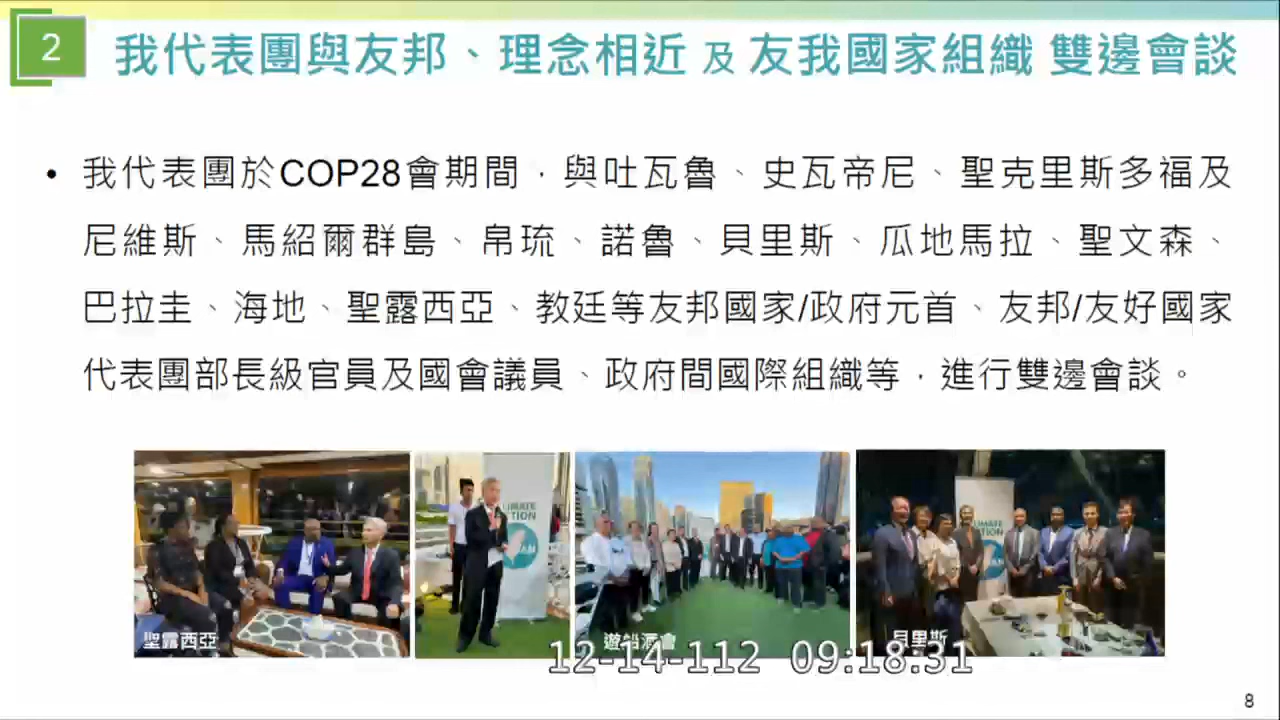 2
我代表團與友邦、理念相近 及 友我國家組織 雙邊會談
• 我代表團於COP28會期間，與吐瓦魯、史瓦帝尼、聖克里斯多福及
尼維斯、馬紹爾群島、帛琉、諾魯、貝里斯、瓜地馬拉、聖文森、
巴拉圭、海地、聖露西亞、教廷等友邦國家/政府元首、友邦/友好國家
代表團部長級官員及國會議員、政府間國際組織等，進行雙邊會談。
聖露西亞
遊船酒會
貝里斯
12-14-112 09:18:31
8